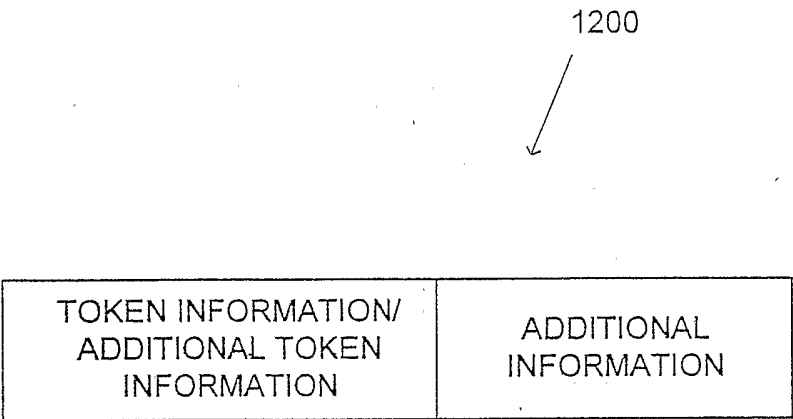 1200
TOKEN INFORMATION/
ADDITIONAL TOKEN
INFORMATION
ADDITIONAL
INFORMATION